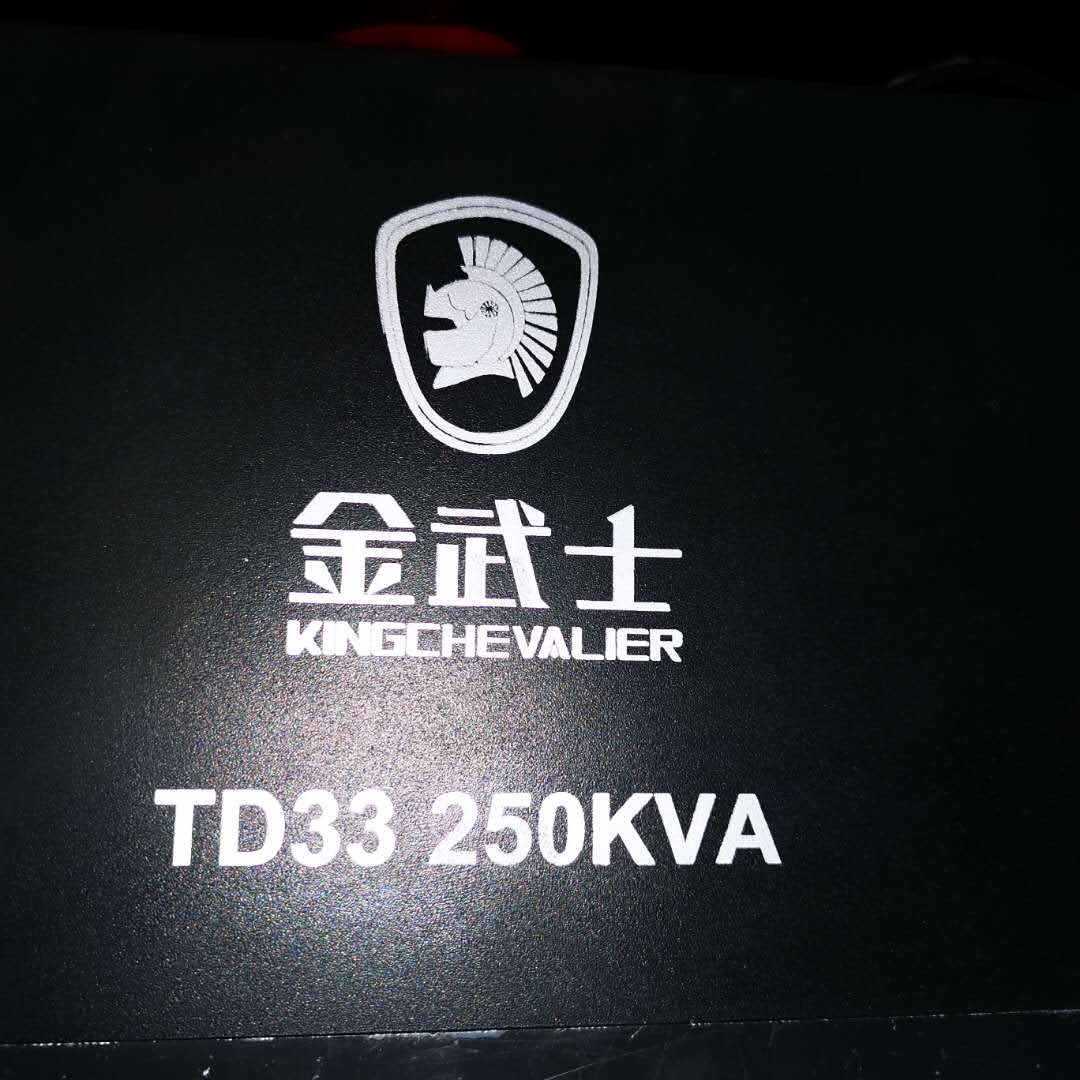 金武士
KINGCHEVALIER
TD33 250KVA